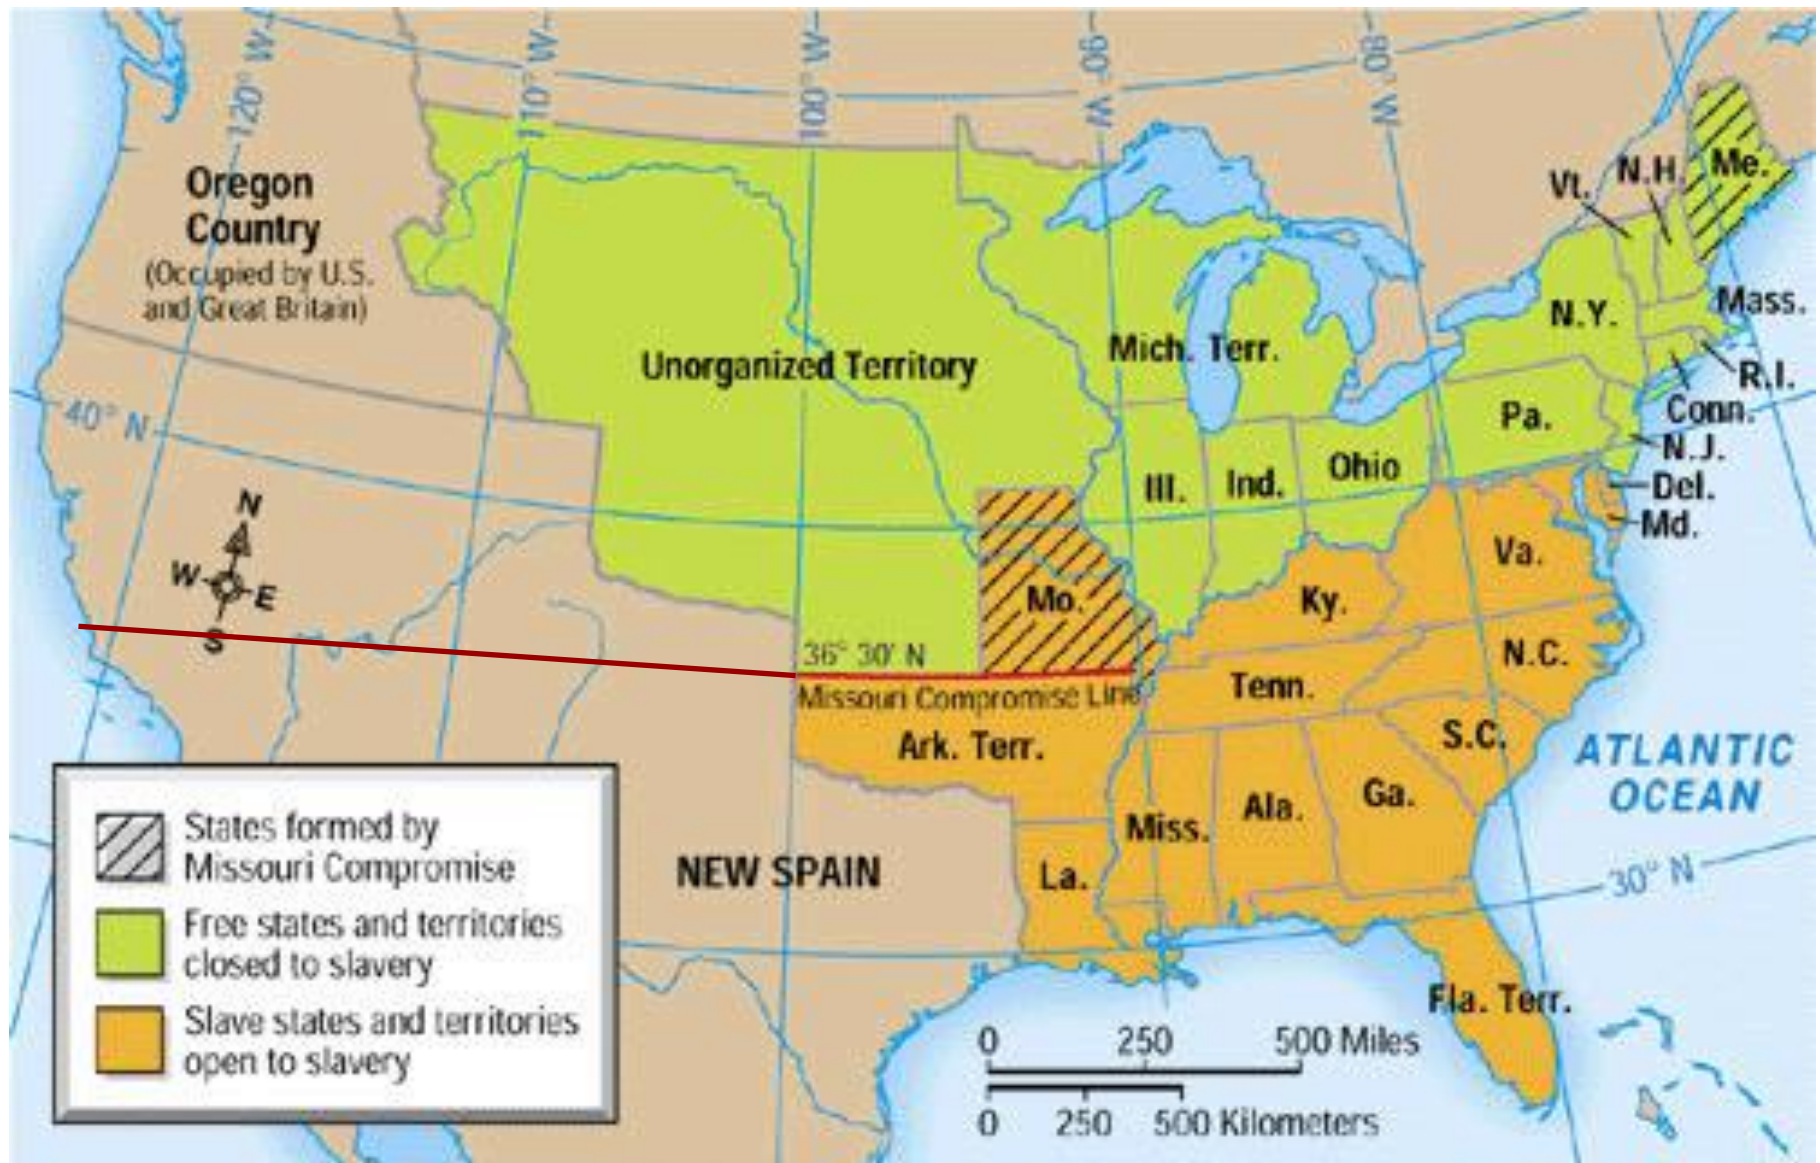 120° W
110° W
100° W
90° W
80° W
Oregon
Country
(Occupied by U.S.
and Great Britain)
Vt.
N.H.
Me.
Mass.
N.Y.
R.I.
Conn.
Mich. Terr.
Unorganized Territory
Pa.
N.J.
40° N
Ill.
Ind.
Ohio
Del.
Md.
N
W
E
S
Mo.
Ky.
Va.
36° 30' N
Missouri Compromise Line
N.C.
Tenn.
Ark. Terr.
S.C.
ATLANTIC
OCEAN
Miss.
Ala.
Ga.
NEW SPAIN
La.
30° N
Fla. Terr.
States formed by
Missouri Compromise
Free states and territories
closed to slavery
Slave states and territories
open to slavery
0 250 500 Miles
0 250 500 Kilometers